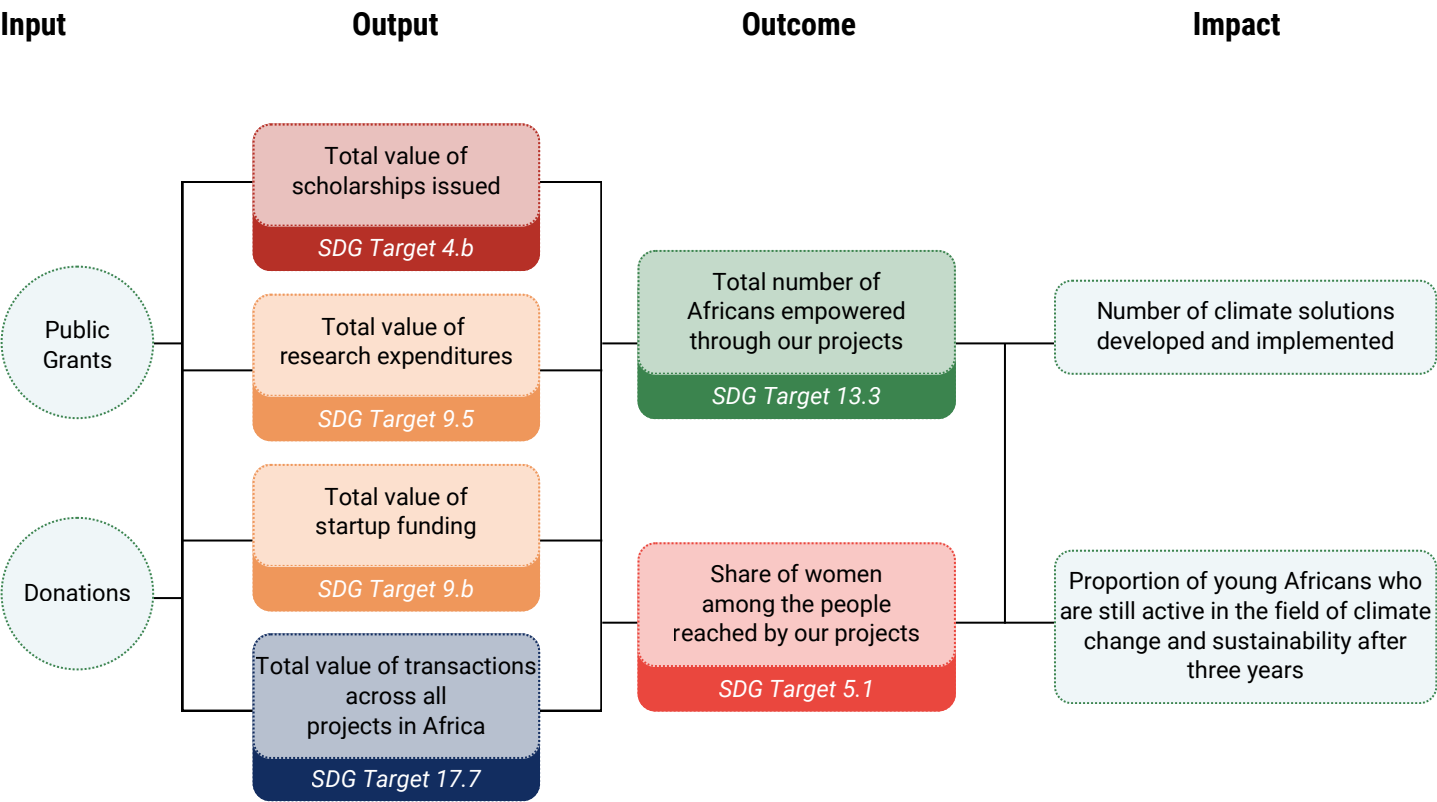 Input
Output
Outcome
Impact
Public
Grants
Donations
Total value of
scholarships issued
SDG Target 4.b
Total value of
research expenditures
SDG Target 9.5
Total value of
startup funding
SDG Target 9.b
Total value of transactions
across all
projects in Africa
SDG Target 17.7
Total number of
Africans empowered
through our projects
SDG Target 13.3
Share of women
among the people
reached by our projects
SDG Target 5.1
Number of climate solutions
developed and implemented
Proportion of young Africans who
are still active in the field of climate
change and sustainability after
three years